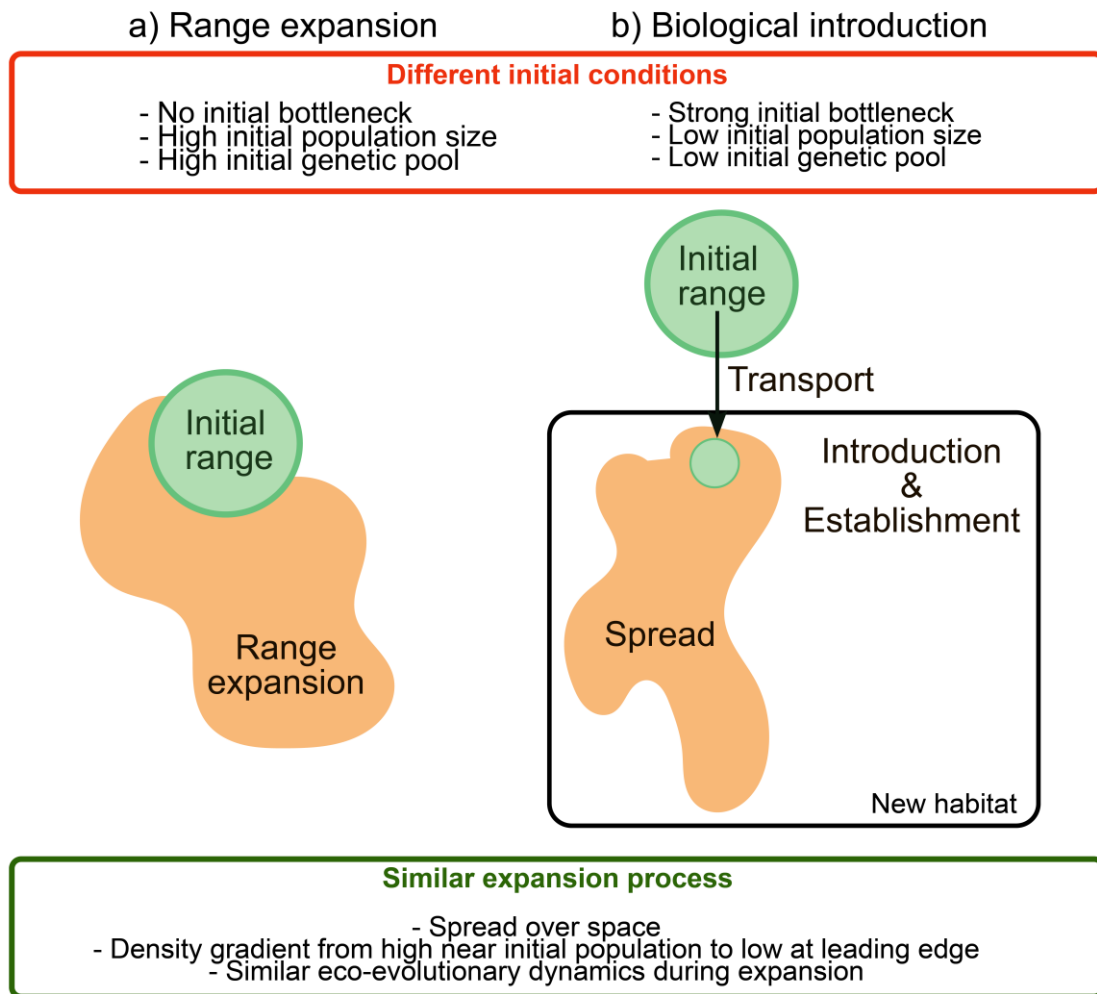 a) Range expansion
b) Biological introduction
Different initial conditions
- No initial bottleneck
- High initial population size
- High initial genetic pool
- Strong initial bottleneck
- Low initial population size
- Low initial genetic pool
Initial
range
Range
expansion
Initial
range
Transport
Introduction
&
Establishment
Spread
New habitat
Similar expansion process
- Spread over space
- Density gradient from high near initial population to low at leading edge
- Similar eco-evolutionary dynamics during expansion